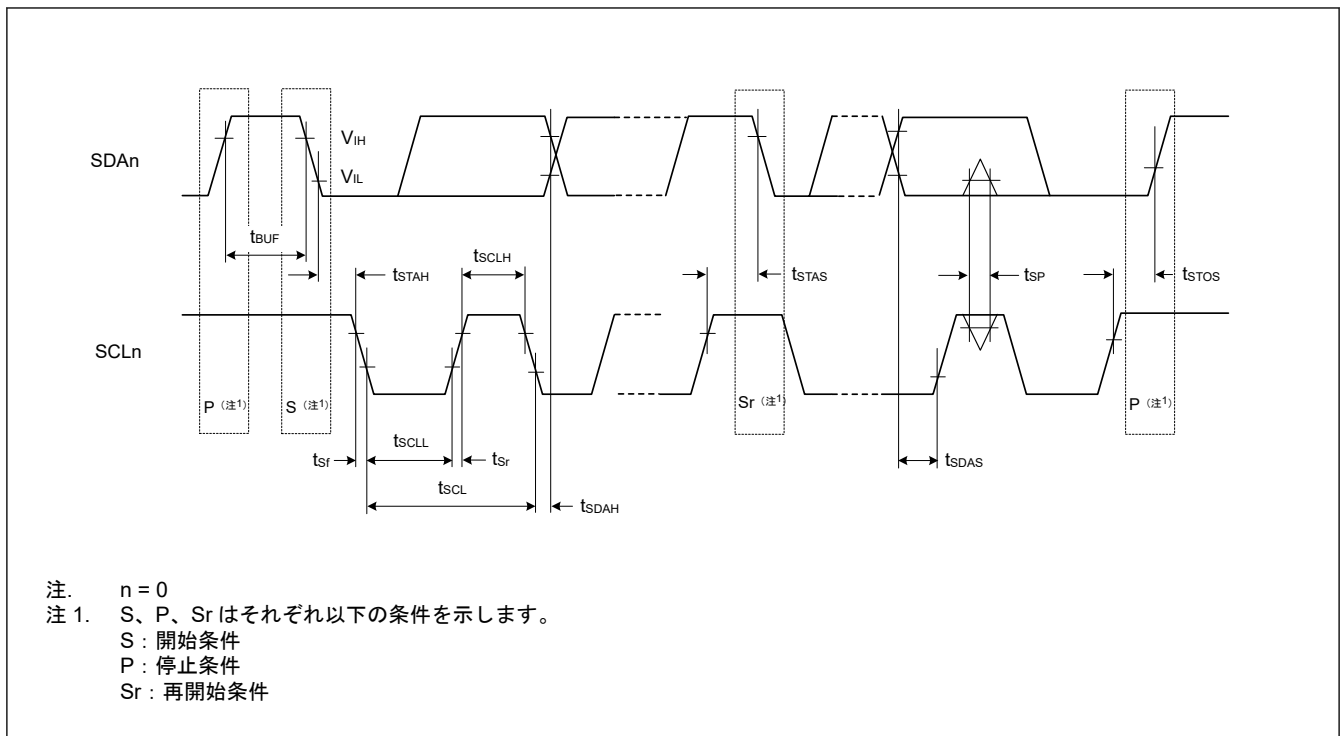 SDAn
VIH
VIL
tBUF
tSTAH
tSCLH
tSTAS
tSP
tSTOS
SCLn
P（注1）
S（注1）
Sr（注1）
P（注1）
tSf
tSCLL
tSr
tSCL
tSDAH
tSDAS
注. n = 0
注 1. S、P、Sr はそれぞれ以下の条件を示します。
S：開始条件
P：停止条件
Sr：再開始条件